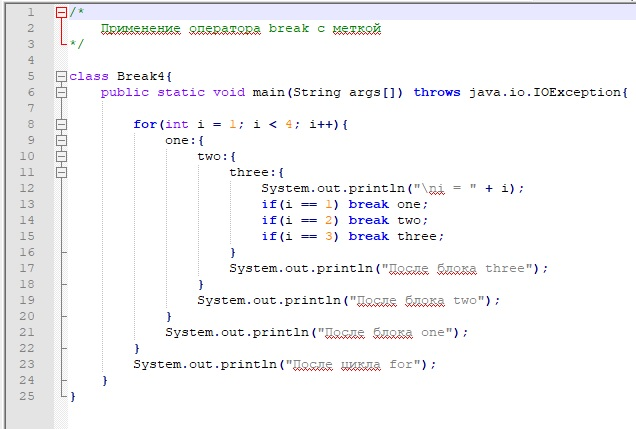 1 /*
2 Применение оператора break с меткой
3 */
4
5 class Break4{
6 public static void main(String args[]) throws java.io.IOException{
7
8 for(int i = 1; i < 4; i++){
9 one:{
10 two:{
11 three:{
12 System.out.println("\ni = " + i);
13 if(i == 1) break one;
14 if(i == 2) break two;
15 if(i == 3) break three;
16 }
17 System.out.println("После блока three");
18 }
19 System.out.println("После блока two");
20 }
21 System.out.println("После блока one");
22 }
23 System.out.println("После цикла for");
24 }
25 }